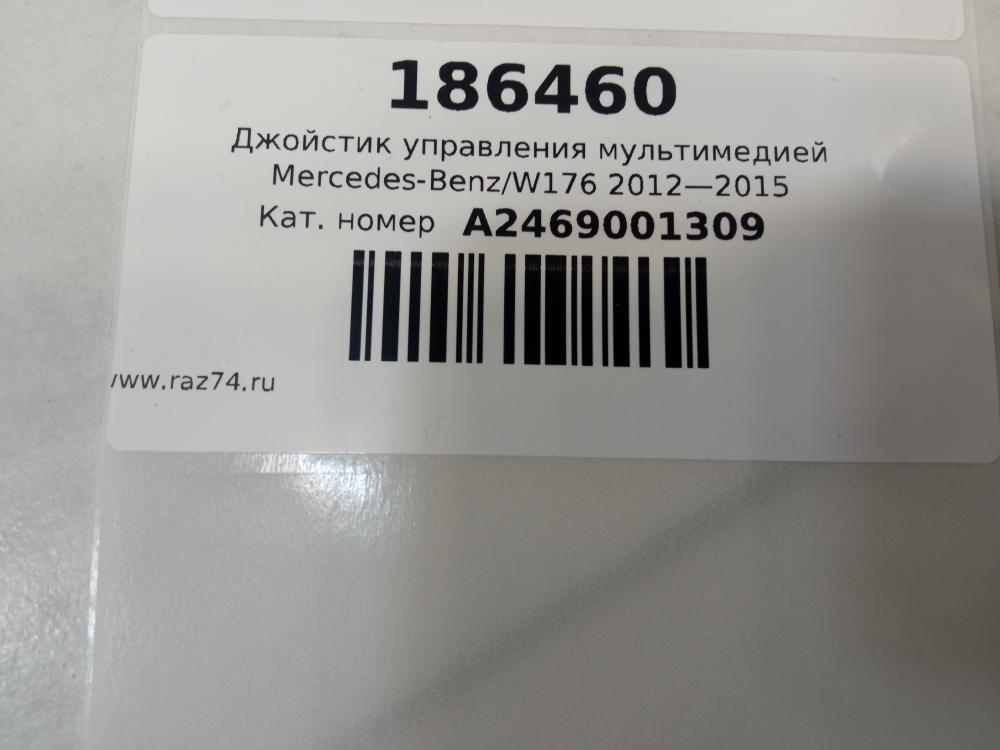 186460
Джойстик управления мультимедией
Mercedes-Benz/W176 2012—2015
Кат. номер A2469001309
www.raz74.ru